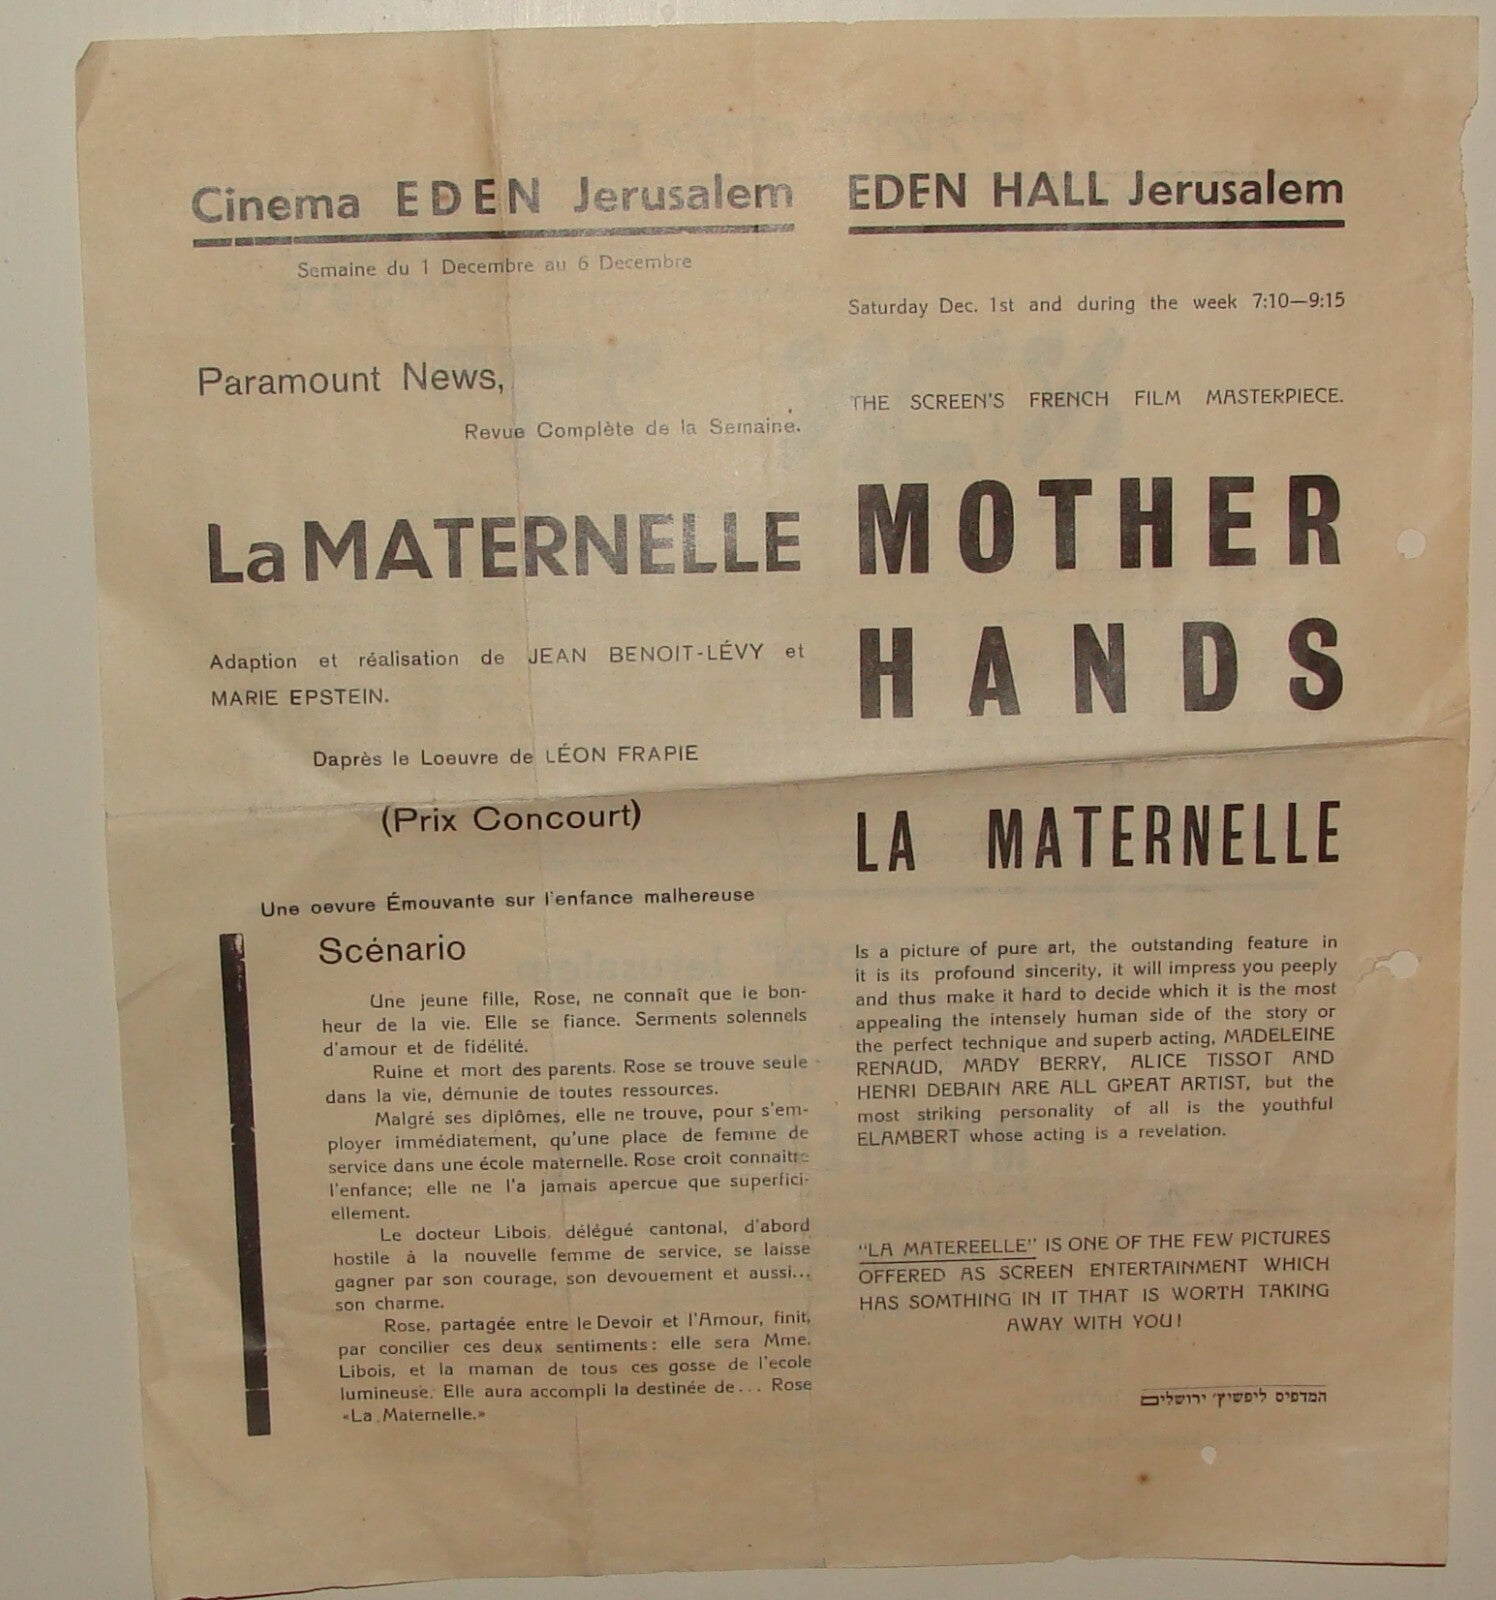 Cinema EDEN Jerusalem
Semaine du 1 Decembre au 6 Decembre
Paramount News,
Revue Complète de la Semaine.
La MATERNELLE
Adaption et réalisation de JEAN BENOIT-LÉVY et
MARIE EPSTEIN.
Daprès le Loeuvre de LÉON FRAPIE
(Prix Concourt)
Une oevure Émouvante sur l'enfance malhereuse
Scénario
Une jeune fille, Rose, ne connaît que le bon-
heur de la vie. Elle se fiance. Serments solennels
d'amour et de fidélité.
Ruine et mort des parents. Rose se trouve seule
dans la vie, démunie de toutes ressources.
Malgré ses diplômes, elle ne trouve, pour s'em-
ployer immédiatement, qu'une place de femme de
service dans une école maternelle. Rose croit connaitre
l'enfance; elle ne l'a jamais apercue que superfici-
ellement.
Le docteur Libois, délégué cantonal, d'abord
hostile à la nouvelle femme de service, se laisse
gagner par son courage, son devouement et aussi...
son charme.
Rose, partagée entre le Devoir et l'Amour, finit,
par concilier ces deux sentiments: elle sera Mme.
Libois, et la maman de tous ces gosse de l'ecole
lumineuse. Elle aura accompli la destinée de... Rose
«La Maternelle.»
EDEN HALL Jerusalem
Saturday Dec. 1st and during the week 7:10—9:15
THE SCREEN'S FRENCH FILM MASTERPIECE.
MOTHER
HANDS
LA MATERNELLE
Is a picture of pure art, the outstanding feature in
it is its profound sincerity, it will impress you peeply
and thus make it hard to decide which it is the most
appealing the intensely human side of the story or
the perfect technique and superb acting, MADELEINE
RENAUD, MADY BERRY, ALICE TISSOT AND
HENRI DEBAIN ARE ALL GREAT ARTIST, but the
most striking personality of all is the youthful
ELAMBERT whose acting is a revelation.
"LA MATEREELLE" IS ONE OF THE FEW PICTURES
OFFERED AS SCREEN ENTERTAINMENT WHICH
HAS SOMTHING IN IT THAT IS WORTH TAKING
AWAY WITH YOU!
המדפיס ליפשיץ׳ ירושלים